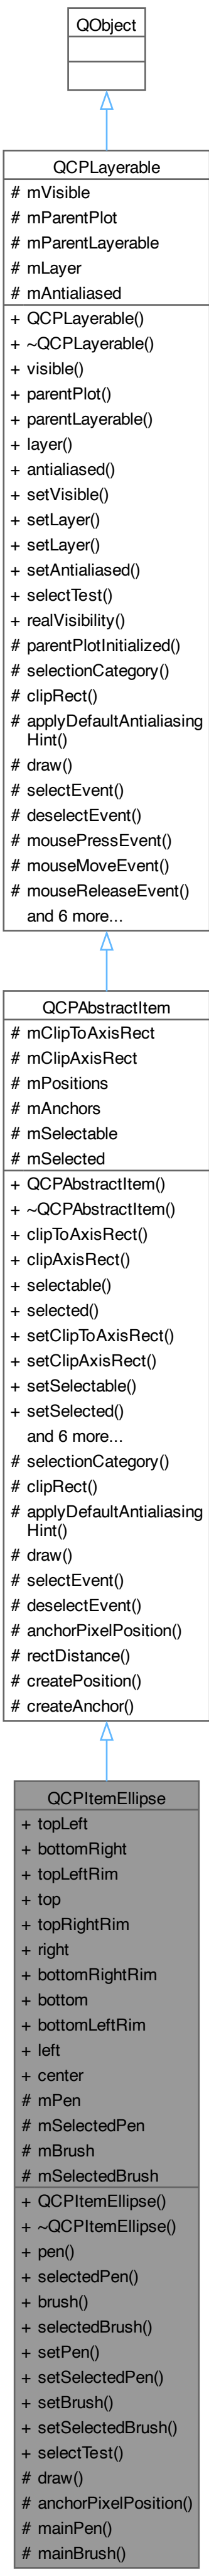 QObject
QCPLayerable
# mVisible
# mParentPlot
# mParentLayerable
# mLayer
# mAntialiased
+ QCPLayerable()
+ ~QCPLayerable()
+ visible()
+ parentPlot()
+ parentLayerable()
+ layer()
+ antialiased()
+ setVisible()
+ setLayer()
+ setLayer()
+ setAntialiased()
+ selectTest()
+ realVisibility()
# parentPlotInitialized()
# selectionCategory()
# clipRect()
# applyDefaultAntialiasing
Hint()
# draw()
# selectEvent()
# deselectEvent()
# mousePressEvent()
# mouseMoveEvent()
# mouseReleaseEvent()
and 6 more...
QCPAbstractItem
# mClipToAxisRect
# mClipAxisRect
# mPositions
# mAnchors
# mSelectable
# mSelected
+ QCPAbstractItem()
+ ~QCPAbstractItem()
+ clipToAxisRect()
+ clipAxisRect()
+ selectable()
+ selected()
+ setClipToAxisRect()
+ setClipAxisRect()
+ setSelectable()
+ setSelected()
and 6 more...
# selectionCategory()
# clipRect()
# applyDefaultAntialiasing
Hint()
# draw()
# selectEvent()
# deselectEvent()
# anchorPixelPosition()
# rectDistance()
# createPosition()
# createAnchor()
QCPItemEllipse
+ topLeft
+ bottomRight
+ topLeftRim
+ top
+ topRightRim
+ right
+ bottomRightRim
+ bottom
+ bottomLeftRim
+ left
+ center
# mPen
# mSelectedPen
# mBrush
# mSelectedBrush
+ QCPItemEllipse()
+ ~QCPItemEllipse()
+ pen()
+ selectedPen()
+ brush()
+ selectedBrush()
+ setPen()
+ setSelectedPen()
+ setBrush()
+ setSelectedBrush()
+ selectTest()
# draw()
# anchorPixelPosition()
# mainPen()
# mainBrush()